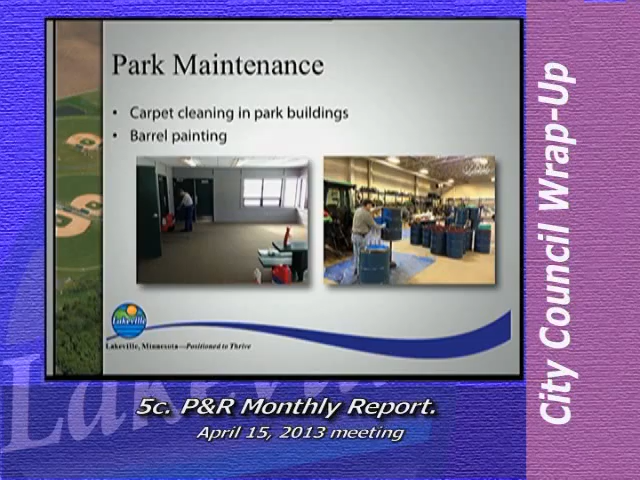 Park Maintenance
• Carpet cleaning in park buildings
• Barrel painting
Lakeville
Lakeville, Minnesota—Positioned to Thrive
5c. P&R Monthly Report.
April 15, 2013 meeting
City Council Wrap-Up